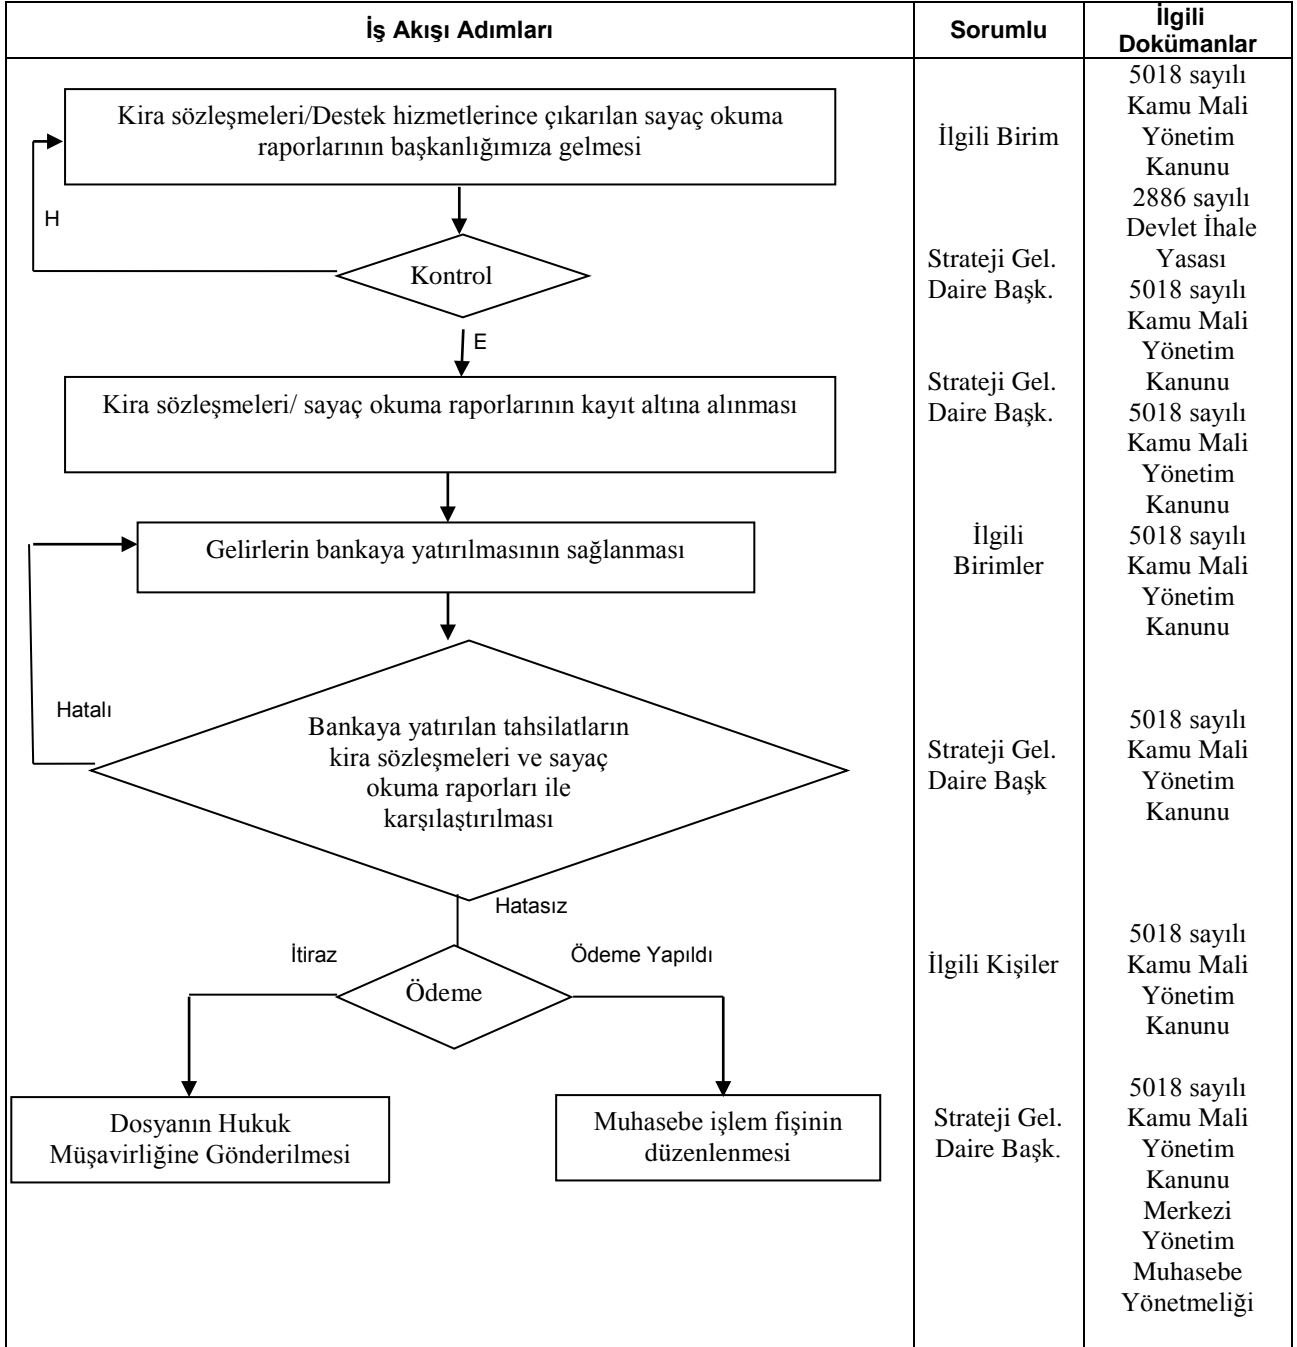 İş Akışı Adımları
Sorumlu
İlgili
Dokümanlar
Kira sözleşmeleri/Destek hizmetlerince çıkarılan sayaç okuma
raporlarının başkanlığımıza gelmesi
H
Kontrol
E
Kira sözleşmeleri/ sayaç okuma raporlarının kayıt altına alınması
Gelirlerin bankaya yatırılmasının sağlanması
Hatalı
Bankaya yatırılan tahsilatların
kira sözleşmeleri ve sayaç
okuma raporları ile
karşılaştırılması
Hatasız
İtiraz
Ödeme Yapıldı
Ödeme
Dosyanın Hukuk
Müşavirliğine Gönderilmesi
Muhasebe işlem fişinin
düzenlenmesi
İlgili Birim
Strateji Gel.
Daire Başk.
Strateji Gel.
Daire Başk.
İlgili
Birimler
Strateji Gel.
Daire Başk
İlgili Kişiler
Strateji Gel.
Daire Başk.
5018 sayılı
Kamu Mali
Yönetim
Kanunu
2886 sayılı
Devlet İhale
Yasası
5018 sayılı
Kamu Mali
Yönetim
Kanunu
5018 sayılı
Kamu Mali
Yönetim
Kanunu
5018 sayılı
Kamu Mali
Yönetim
Kanunu
5018 sayılı
Kamu Mali
Yönetim
Kanunu
5018 sayılı
Kamu Mali
Yönetim
Kanunu
5018 sayılı
Kamu Mali
Yönetim
Kanunu
Merkezi
Yönetim
Muhasebe
Yönetmeliği